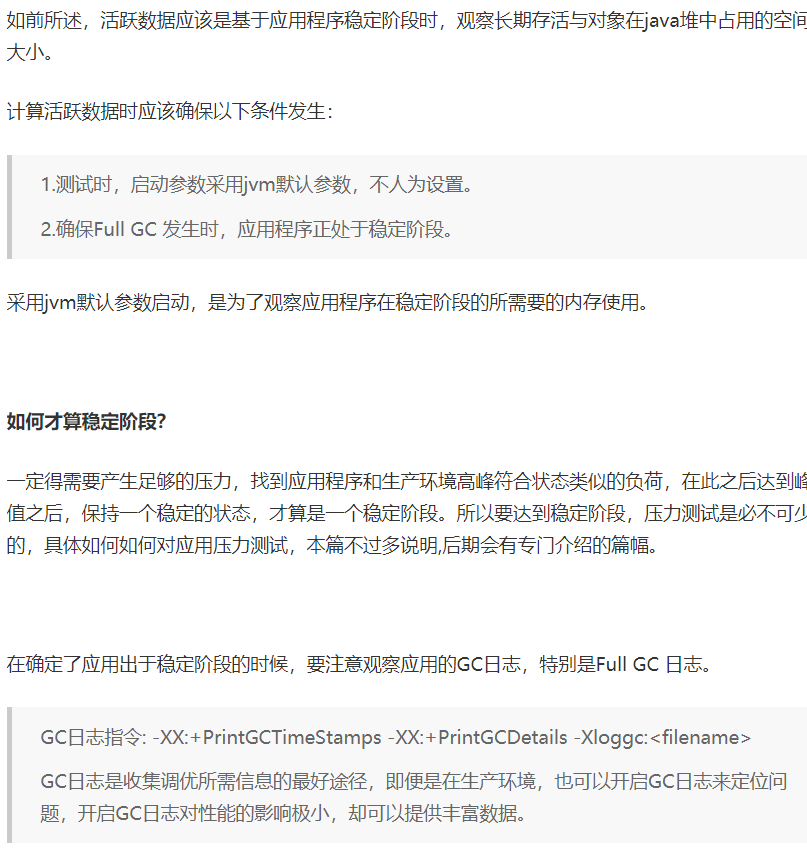 如前所述，活跃数据应该是基于应用程序稳定阶段时，观察长期存活与对象在java堆中占用的空间
大小。
计算活跃数据时应该确保以下条件发生：
1.测试时，启动参数采用jvm默认参数，不人为设置。
2.确保Full GC 发生时，应用程序正处于稳定阶段。
采用jvm默认参数启动，是为了观察应用程序在稳定阶段的所需要的内存使用。
如何才算稳定阶段?
一定得需要产生足够的压力，找到应用程序和生产环境高峰符合状态类似的负荷，在此之后达到峰
值之后，保持一个稳定的状态，才算是一个稳定阶段。所以要达到稳定阶段，压力测试是必不可少
的，具体如何如何对应用压力测试，本篇不过多说明,后期会有专门介绍的篇幅。
在确定了应用出于稳定阶段的时候，要注意观察应用的GC日志，特别是Full GC 日志。
GC日志指令: -XX:+PrintGCTimeStamps -XX:+PrintGCDetails -Xloggc:<filename>
GC日志是收集调优所需信息的最好途径，即便是在生产环境，也可以开启GC日志来定位问
题，开启GC日志对性能的影响极小，却可以提供丰富数据。